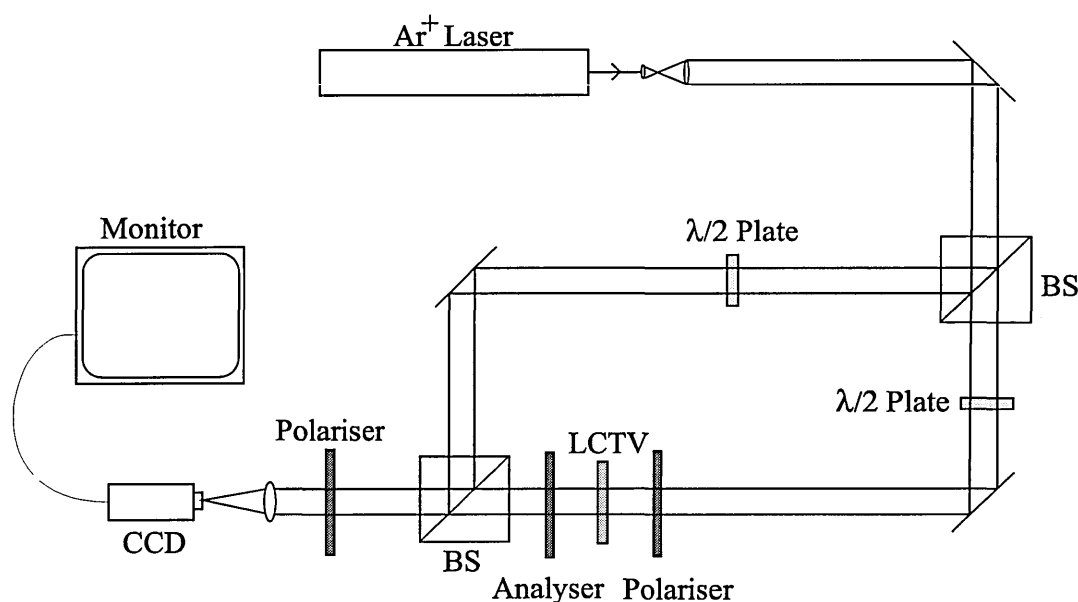 Ar+ Laser
Monitor
λ/2 Plate
BS
λ/2 Plate
Polariser
LCTV
CCD
BS
Analyser
Polariser